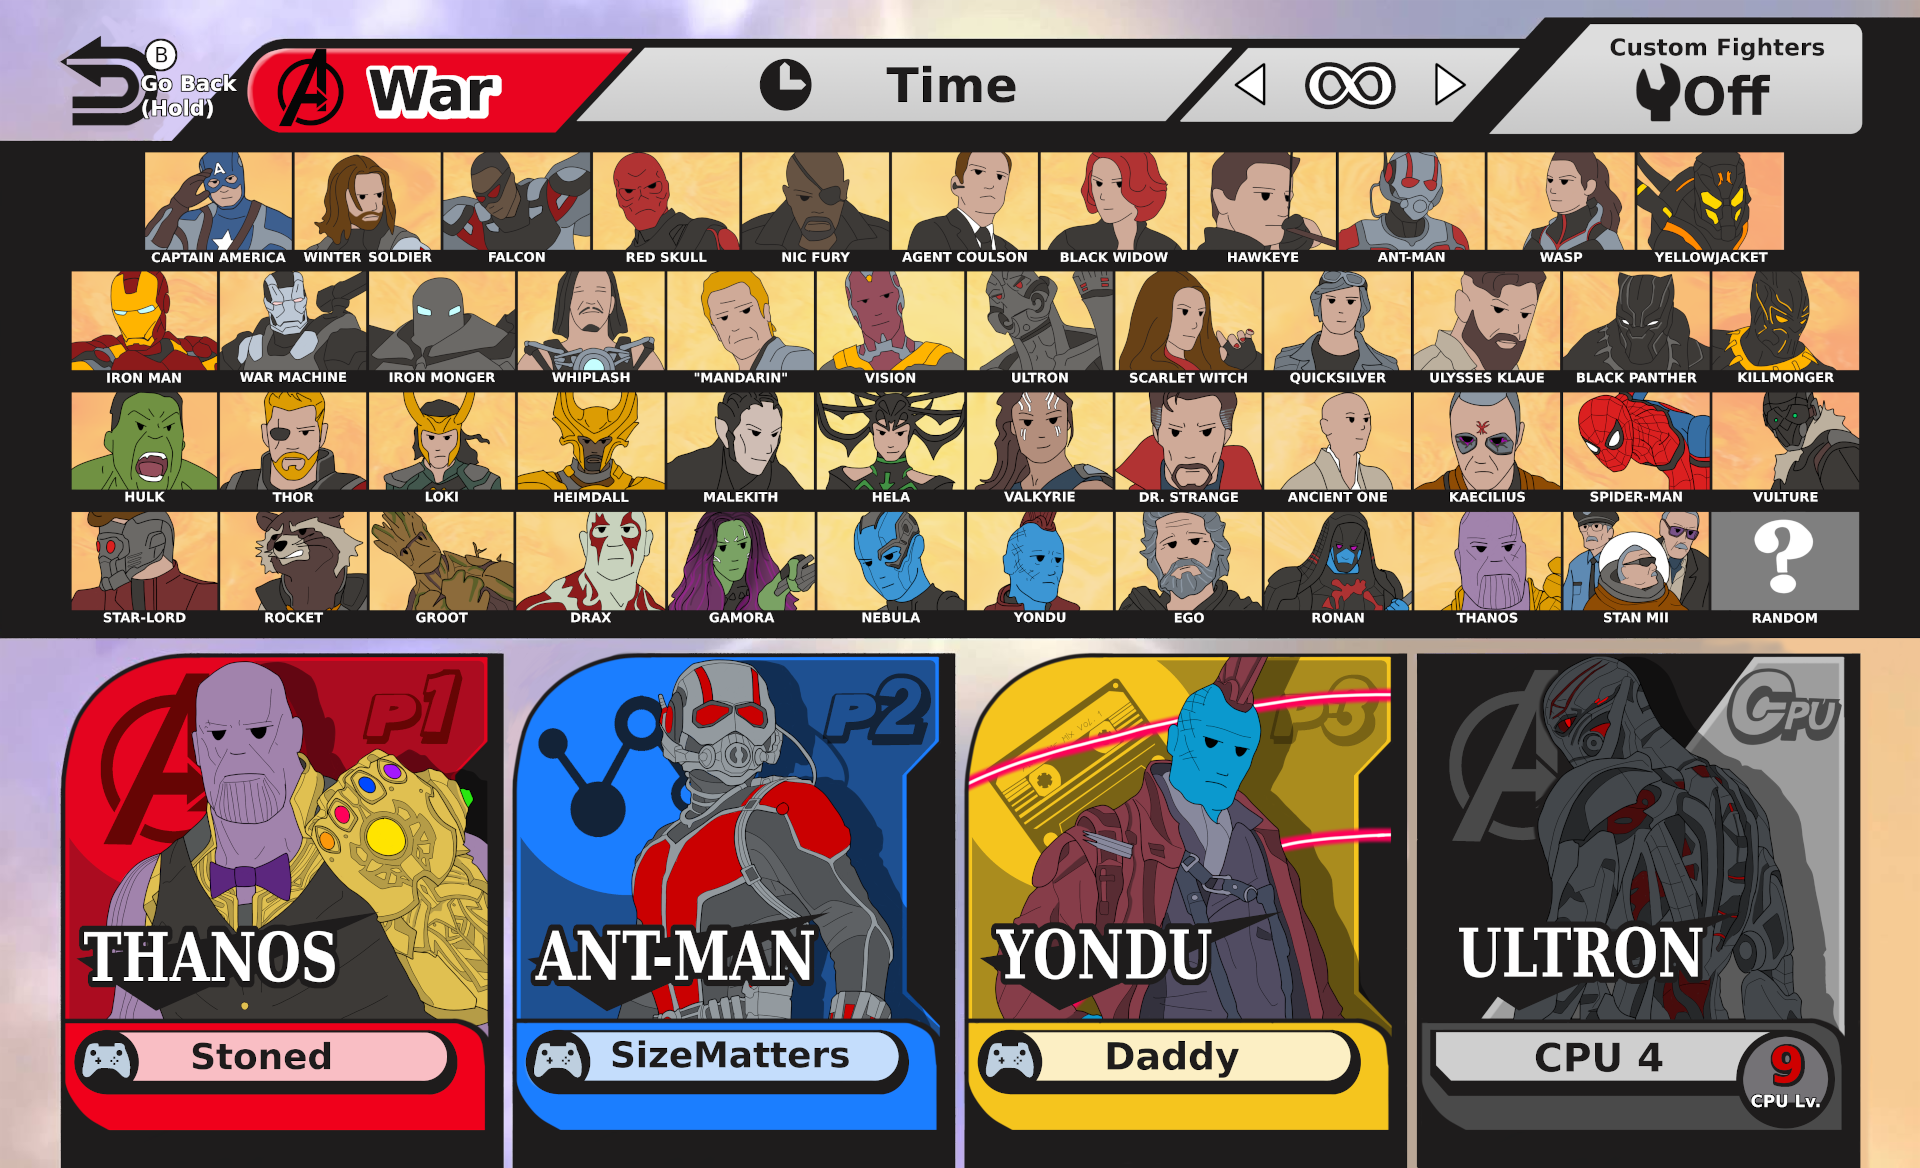 B
Go Back
(Hold)
War
Time
Custom Fighters
Off
A
CAPTAIN AMERICA
WINTER SOLDIER
FALCON
RED SKULL
NIC FURY
AGENT COULSON
BLACK WIDOW
HAWKEYE
ANT-MAN
WASP
YELLOWJACKET
IRON MAN
WAR MACHINE
IRON MONGER
WHIPLASH
"MANDARIN"
VISION
ULTRON
SCARLET WITCH
QUICKSILVER
ULYSSES KLAUE
BLACK PANTHER
KILLMONGER
HULK
THOR
LOKI
HEIMDALL
MALEKITH
HELA
VALKYRIE
DR. STRANGE
ANCIENT ONE
KAECILIUS
SPIDER-MAN
VULTURE
STAR-LORD
ROCKET
GROOT
DRAX
GAMORA
NEBULA
YONDU
EGO
RONAN
THANOS
STAN MII
?
RANDOM
P1
THANOS
Stoned
P2
ANT-MAN
SizeMatters
P3
MIX VOL. 1
YONDU
Daddy
CPU
ULTRON
CPU 4
9
CPU Lv.